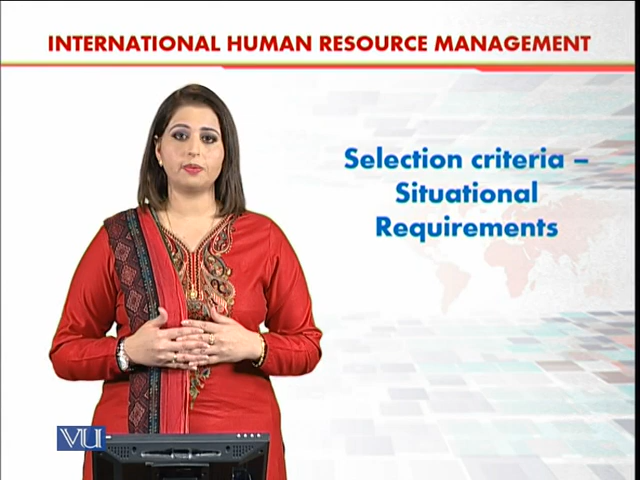 INTERNATIONAL HUMAN RESOURCE MANAGEMENT
Selection criteria –
Situational
Requirements
VU